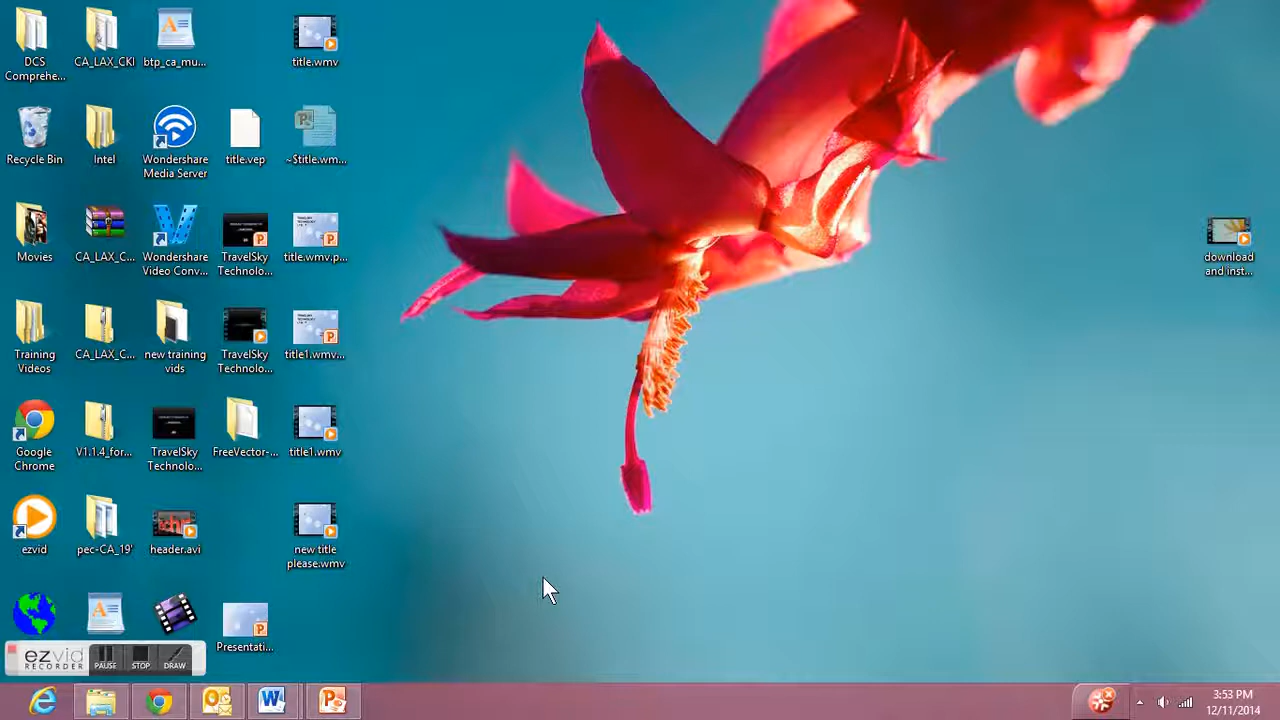 DCS
Comprehe...
CA_LAX_CKI
btp_ca_mu...
title.wmv
Recycle Bin
Intel
Wondershare
Media Server
title.vep
~$title.wm...
Movies
CA_LAX_C...
Wondershare
Video Conv...
TravelSky
Technolo...
title.wmv.p...
download
and inst...
Training
Videos
CA_LAX_C...
new training
vids
TravelSky
Technolo...
title1.wmv...
Google
Chrome
V1.1.4_for...
TravelSky
Technolo...
FreeVector-...
title1.wmv
ezvid
pec-CA_19'
header.avi
new title
please.wmv
Presentati...
ezvid
RECORDER
PAUSE
STOP
DRAW
3:53 PM
12/11/2014